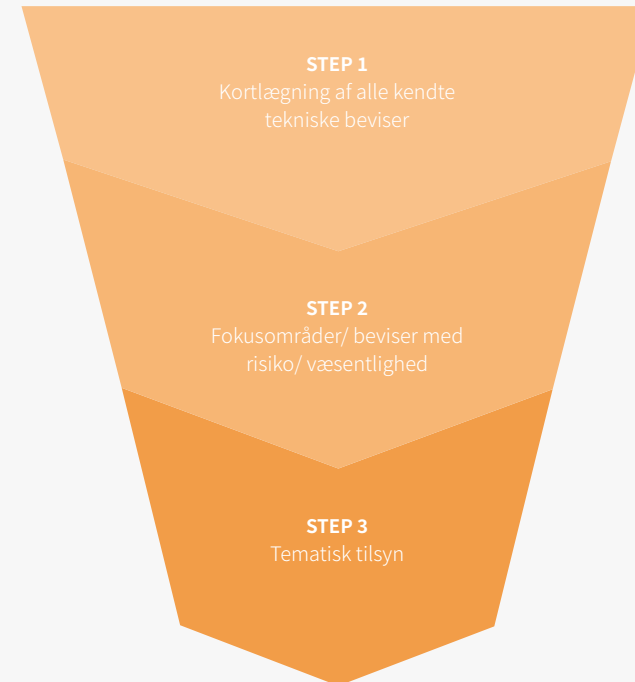 STEP 1
Kortlægning af alle kendte
tekniske beviser
STEP 2
Fokusområder/ beviser med
risiko/ væsentlighed
STEP 3
Tematisk tilsyn